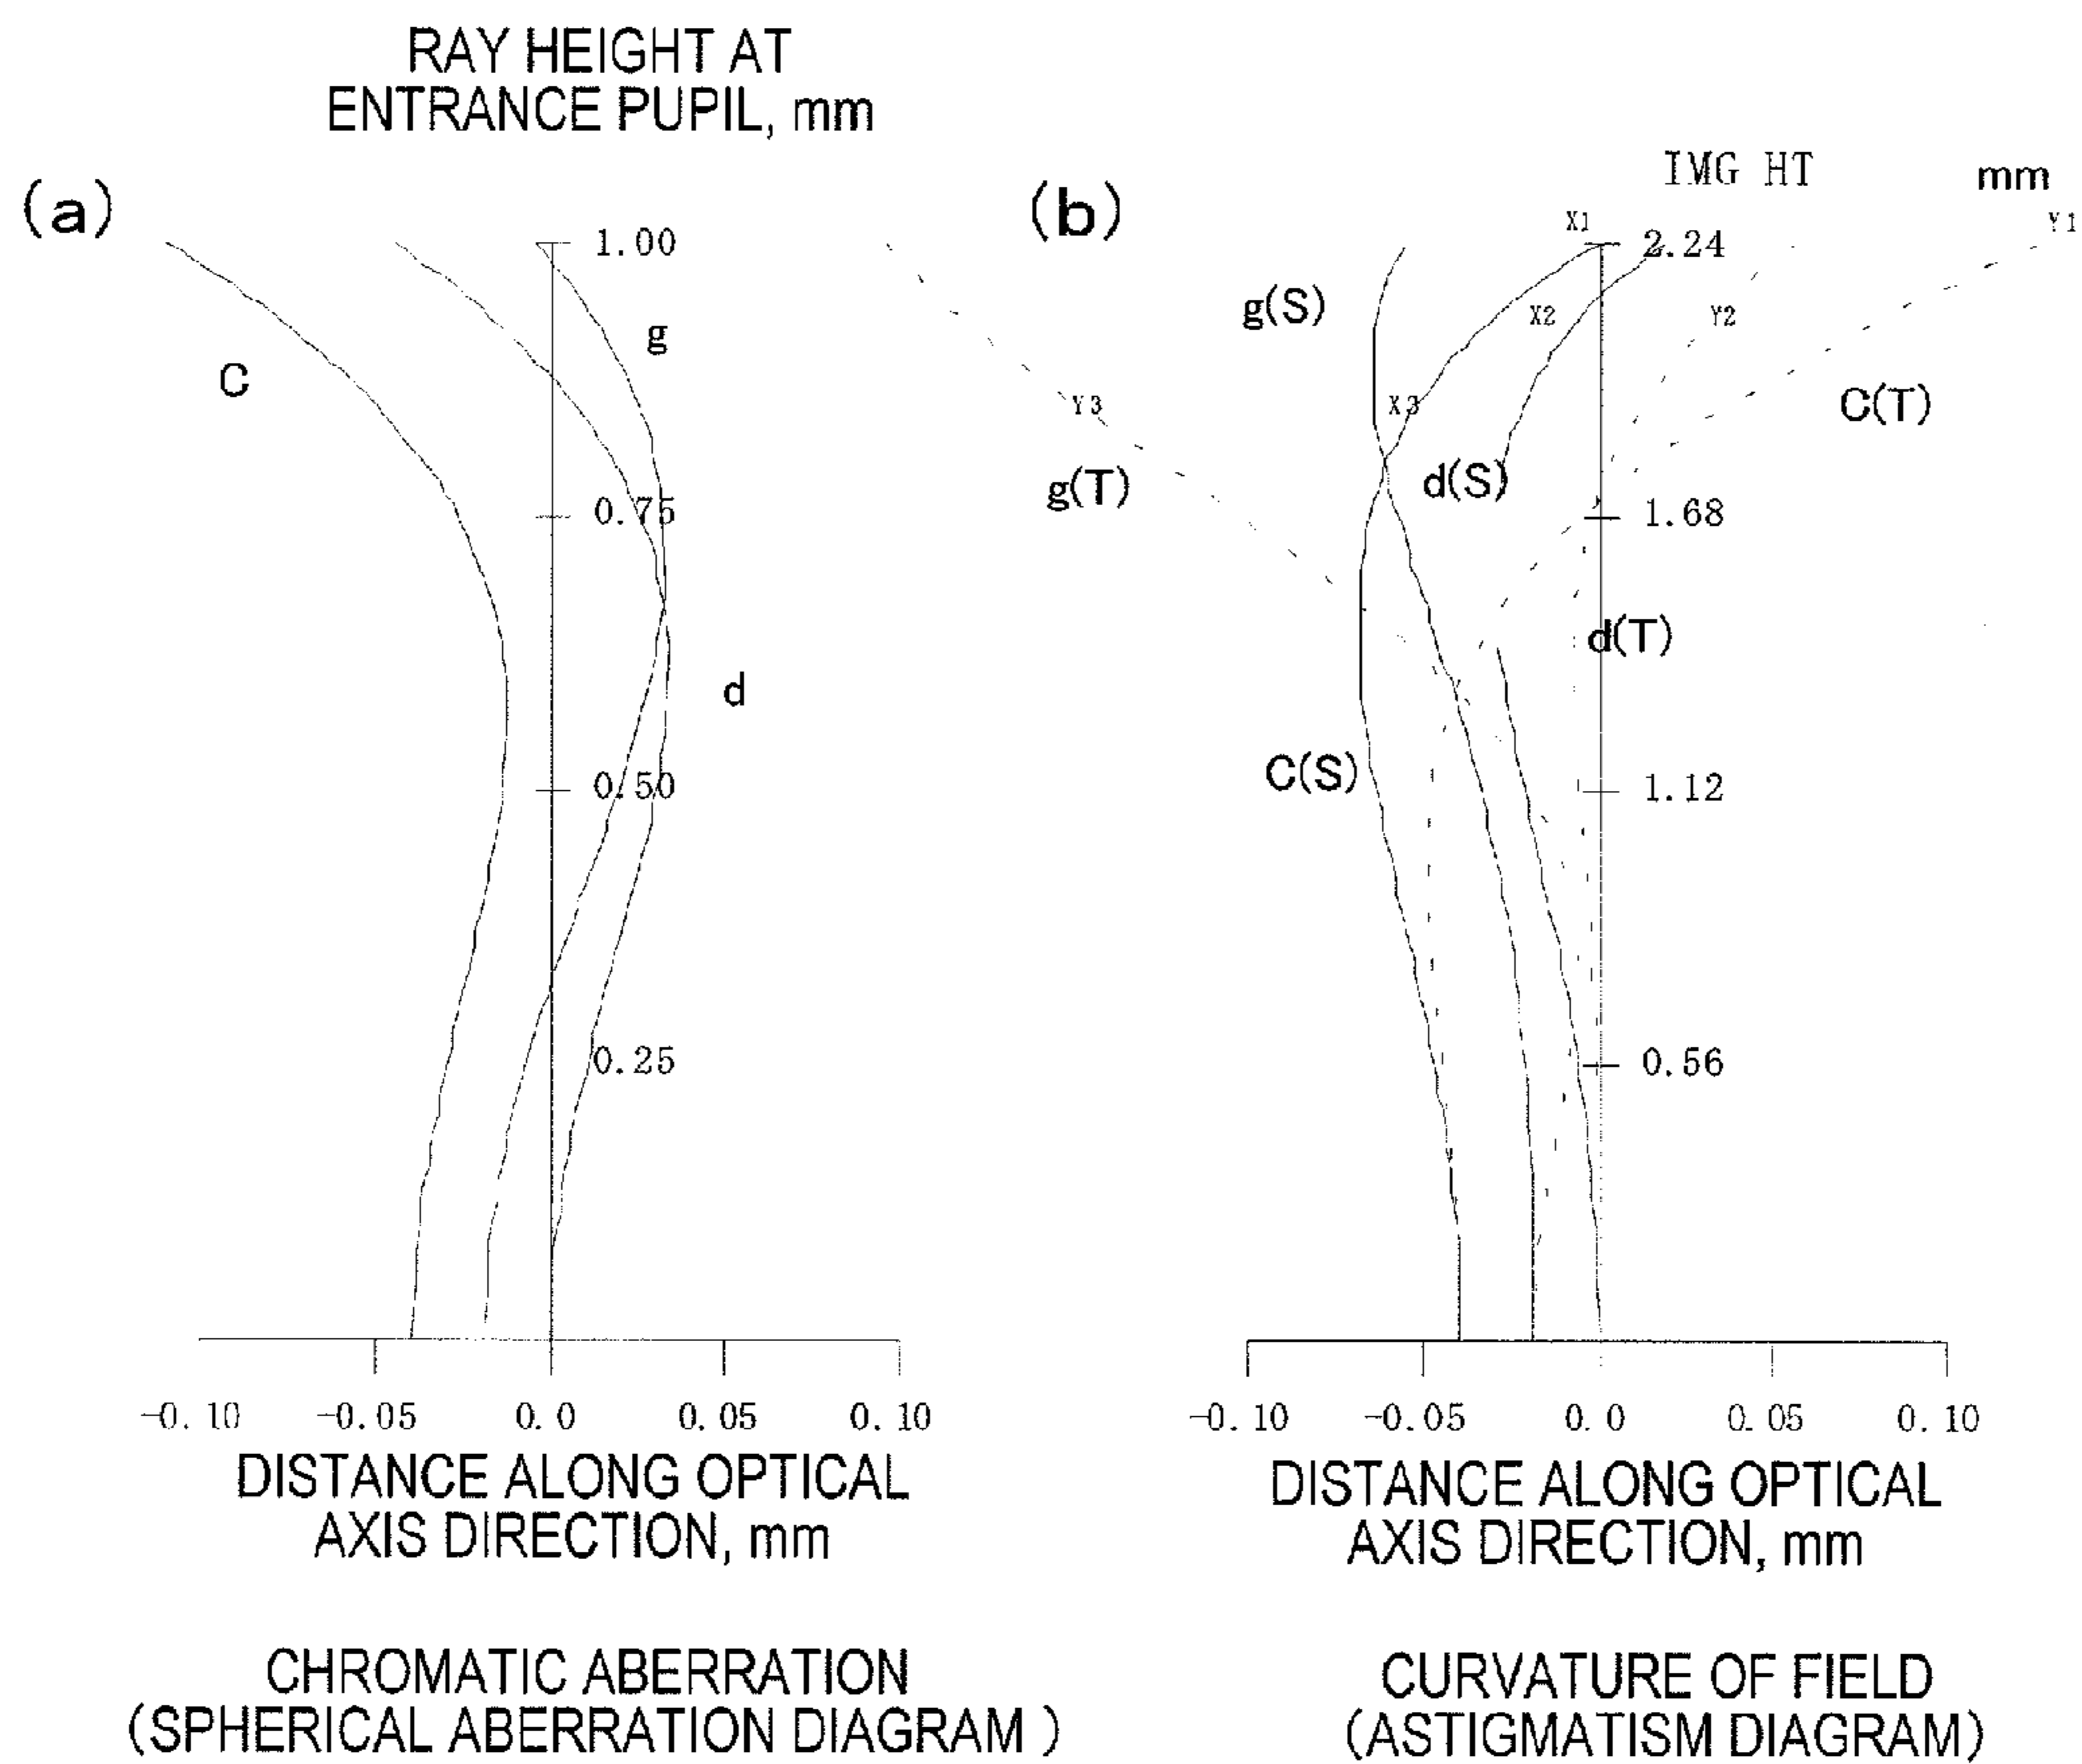 RAY HEIGHT AT
ENTRANCE PUPIL, mm
(a)
1.00
g
C
0.75
d
0.50
0.25
-0.10 -0.05 0.0 0.05 0.10
DISTANCE ALONG OPTICAL
AXIS DIRECTION, mm
CHROMATIC ABERRATION
(SPHERICAL ABERRATION DIAGRAM )
(b)
IMG HT mm
X1 Y1
2.24
g(S)
X2 Y2
Y3 X3 C(T)
g(T) d(S)
1.68
d(T)
C(S) 1.12
0.56
-0.10 -0.05 0.0 0.05 0.10
DISTANCE ALONG OPTICAL
AXIS DIRECTION, mm
CURVATURE OF FIELD
(ASTIGMATISM DIAGRAM)